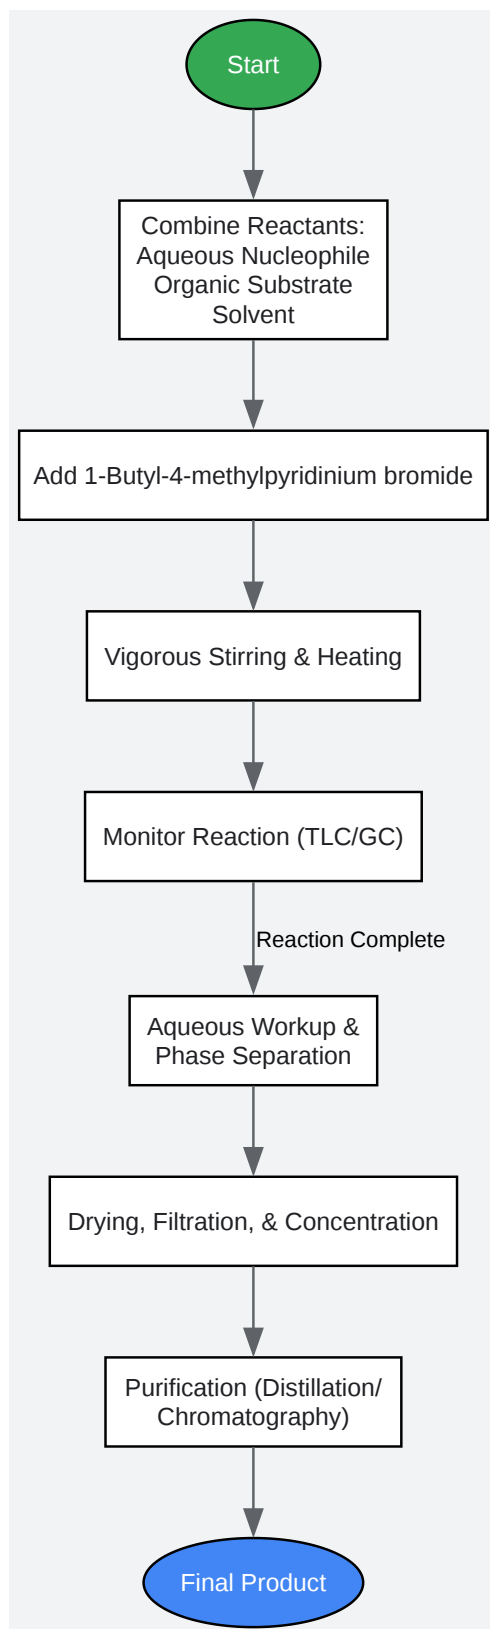 Start
Combine Reactants:
Aqueous Nucleophile
Organic Substrate
Solvent
Add 1-Butyl-4-methylpyridinium bromide
Vigorous Stirring & Heating
Monitor Reaction (TLC/GC)
Reaction Complete
Aqueous Workup &
Phase Separation
Drying, Filtration, & Concentration
Purification (Distillation/
Chromatography)
Final Product